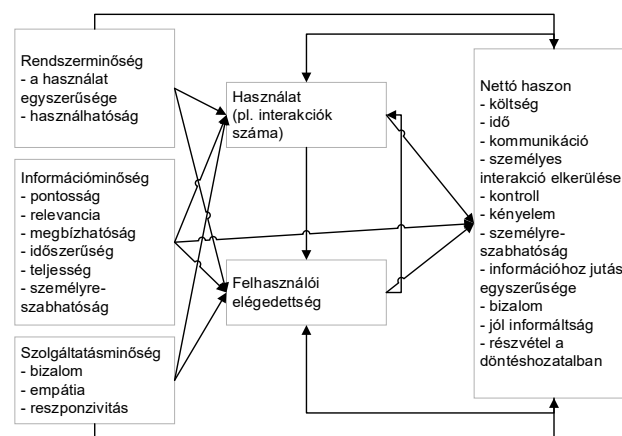 Rendszerminőség
- a használat
egyszerűsége
- használhatóság
Információminőség
- pontosság
- relevancia
- megbízhatóság
- időszerűség
- teljesség
- személyre-
szabhatóság
Szolgáltatásminőség
- bizalom
- empátia
- reszponzivitás
Használat
(pl. interakciók
száma)
Felhasználói
elégedettség
Nettó haszon
- költség
- idő
- kommunikáció
- személyes
interakció elkerülése
- kontroll
- kényelem
- személyre-
szabhatóság
- információhoz jutás
egyszerűsége
- bizalom
- jól informáltság
- részvétel a
döntéshozatalban